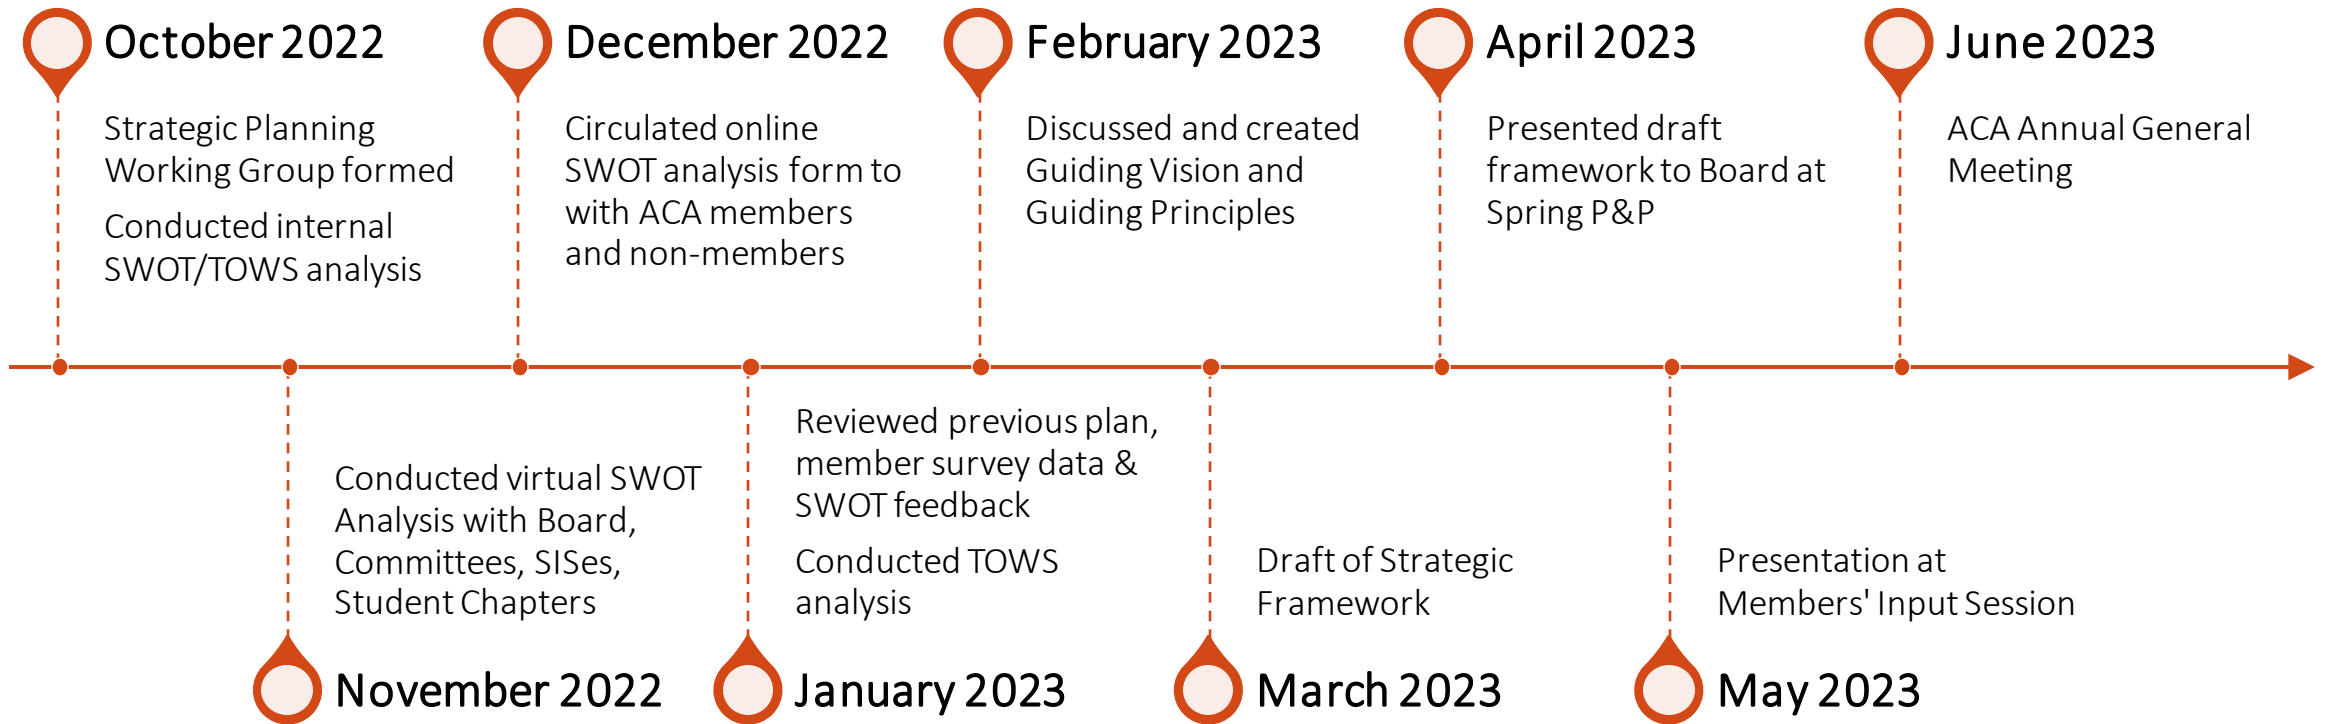 October 2022
Strategic Planning
Working Group formed
Conducted internal
SWOT/TOWS analysis
December 2022
Circulated online
SWOT analysis form to
with ACA members
and non-members
February 2023
Discussed and created
Guiding Vision and
Guiding Principles
April 2023
Presented draft
framework to Board at
Spring P&P
June 2023
ACA Annual General
Meeting
Conducted virtual SWOT
Analysis with Board,
Committees, SISes,
Student Chapters
November 2022
Reviewed previous plan,
member survey data &
SWOT feedback
Conducted TOWS
analysis
January 2023
Draft of Strategic
Framework
March 2023
Presentation at
Members' Input Session
May 2023